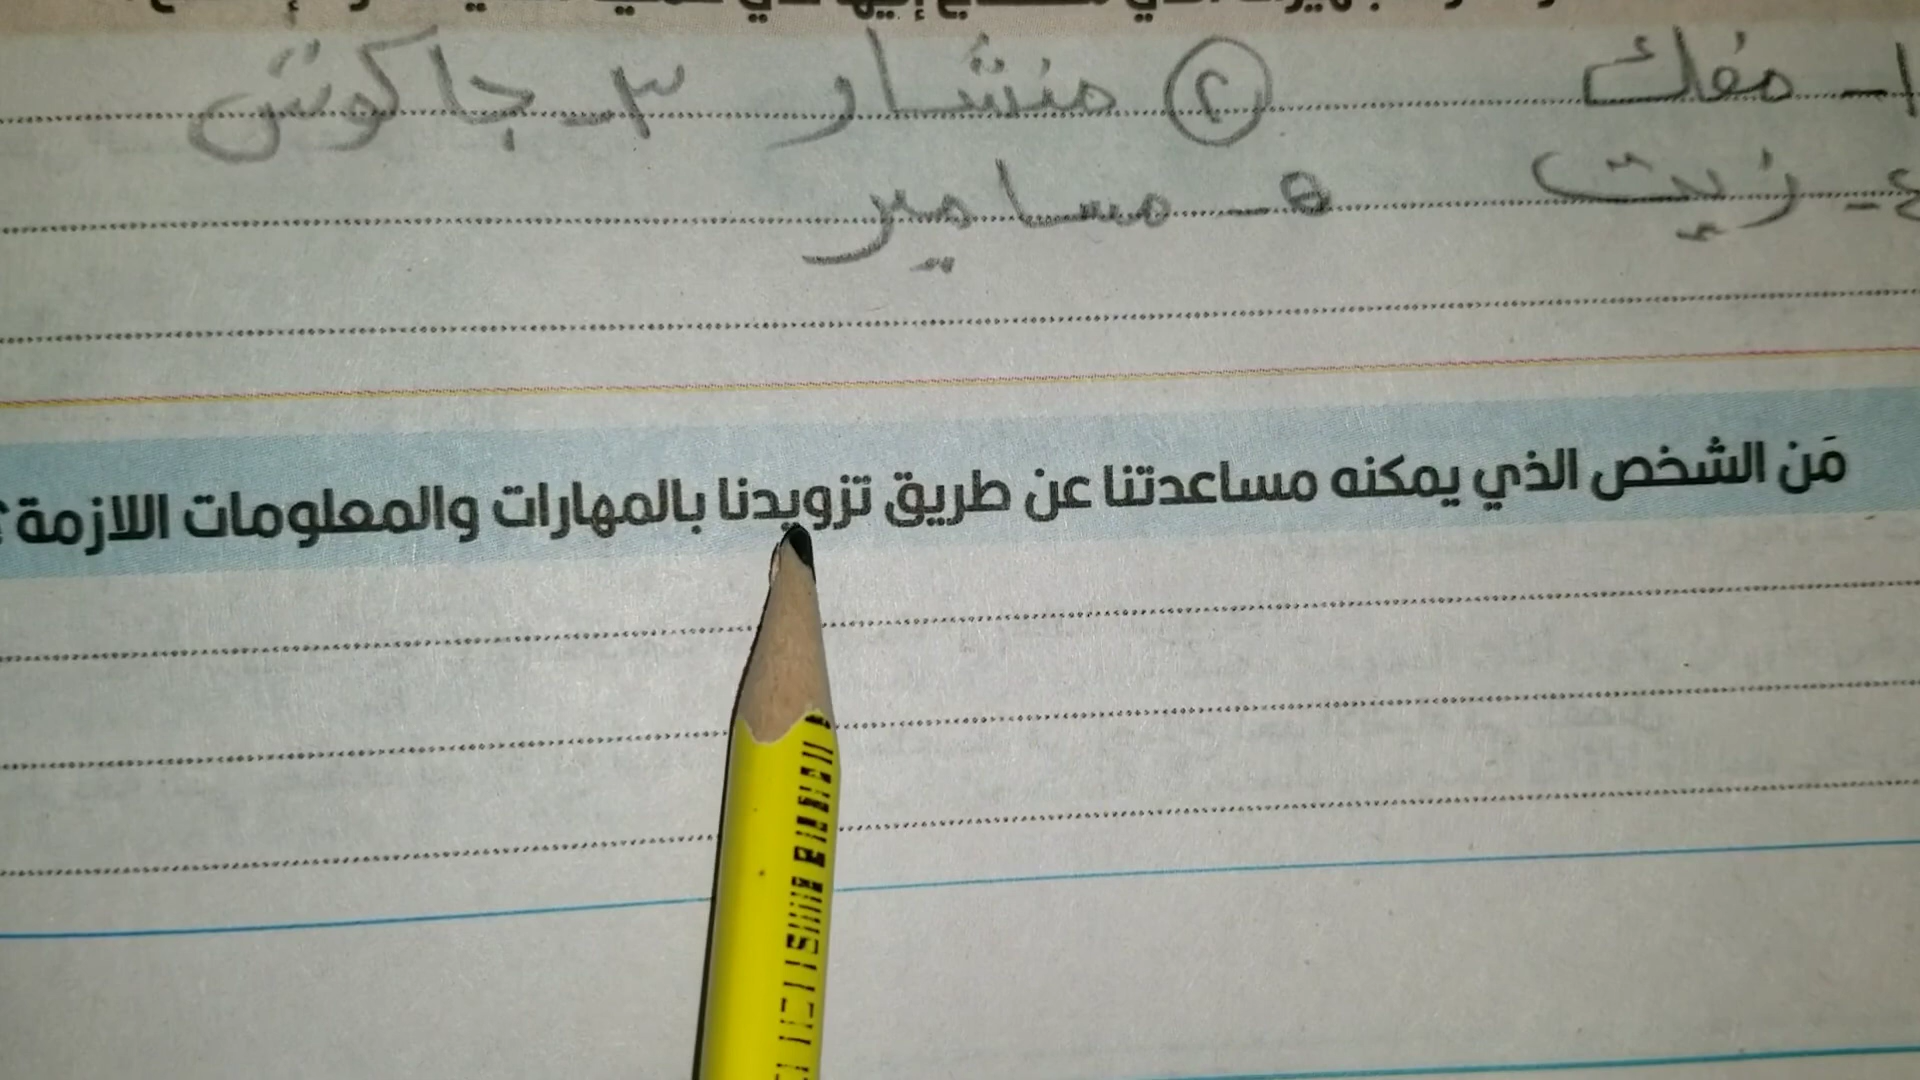 ١ - مفك ٢ منشار ٣ - جاكوش
٤ - زيت ٥ - مسامير
مَن الشخص الذي يمكنه مساعدتنا عن طريق تزويدنا بالمهارات والمعلومات اللازمة؟